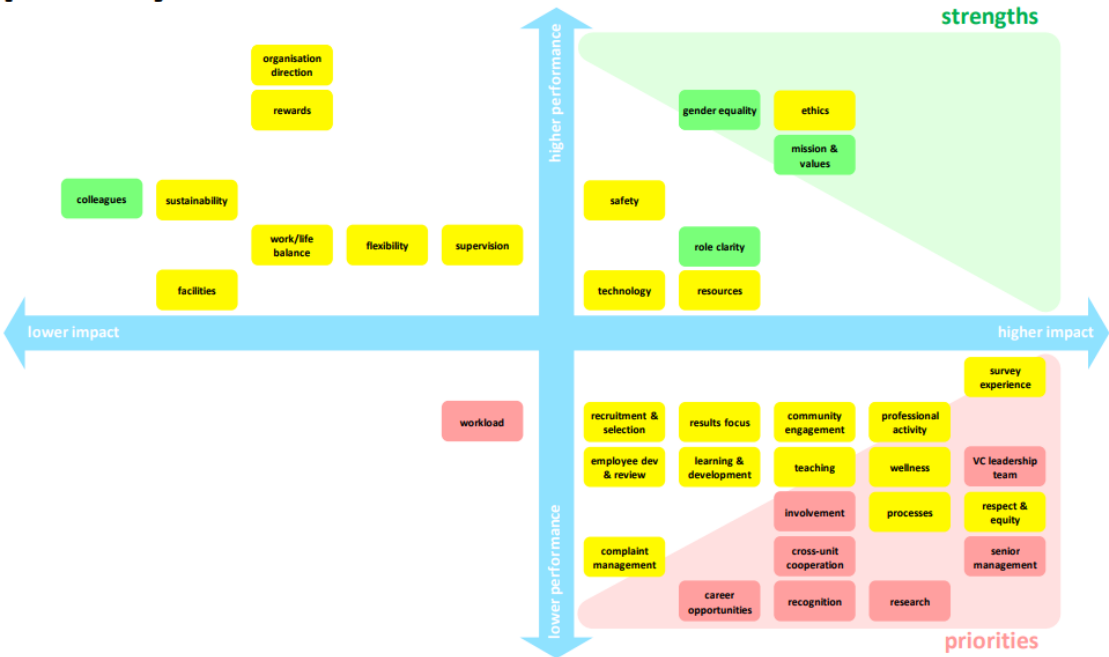 strengths
higher performance
organisation
direction
rewards
gender equality
ethics
mission &
values
colleagues
sustainability
safety
work/life
balance
flexibility
supervision
role clarity
facilities
technology
resources
lower impact
higher impact
survey
experience
workload
recruitment &
selection
results focus
community
engagement
professional
activity
employee dev
& review
learning &
development
teaching
wellness
VC leadership
team
involvement
processes
respect &
equity
lower performance
complaint
management
cross-unit
cooperation
senior
management
career
opportunities
recognition
research
priorities